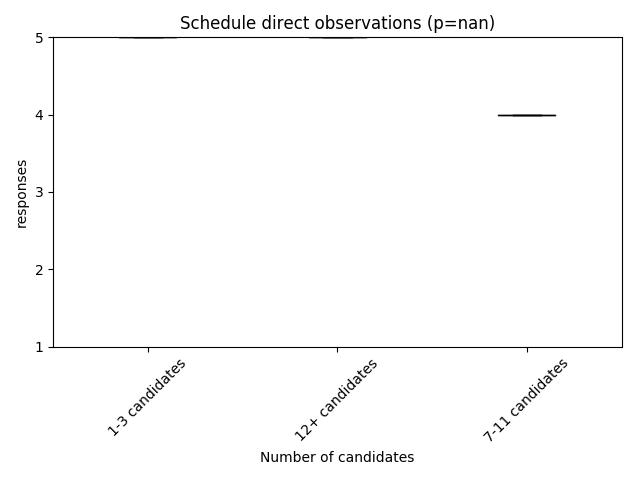 Schedule direct observations (p=nan)
5
4
3
2
1
responses
1-3 candidates
12+ candidates
7-11 candidates
Number of candidates